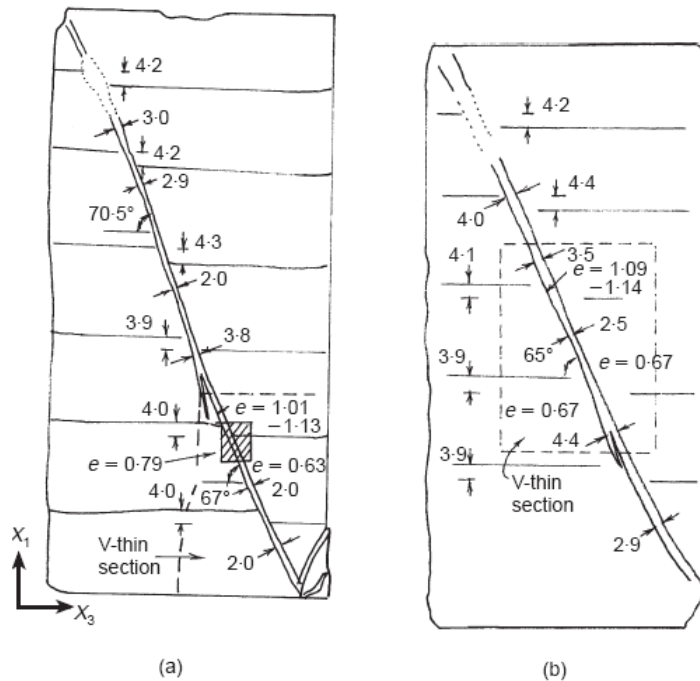 4·2
3·0
4·2
2·9
70·5°
4·3
2·0
3·9
3·8
4·0
e = 1·01
–1·13
e = 0·79
e = 0·63
4·0
67°
2·0
V-thin
section
2·0
X1
X3
(a)
4·2
4·4
4·0
4·1
3·5
e = 1·09
–1·14
2·5
3·9
65°
e = 0·67
e = 0·67
4·4
3·9
V-thin
section
2·9
(b)